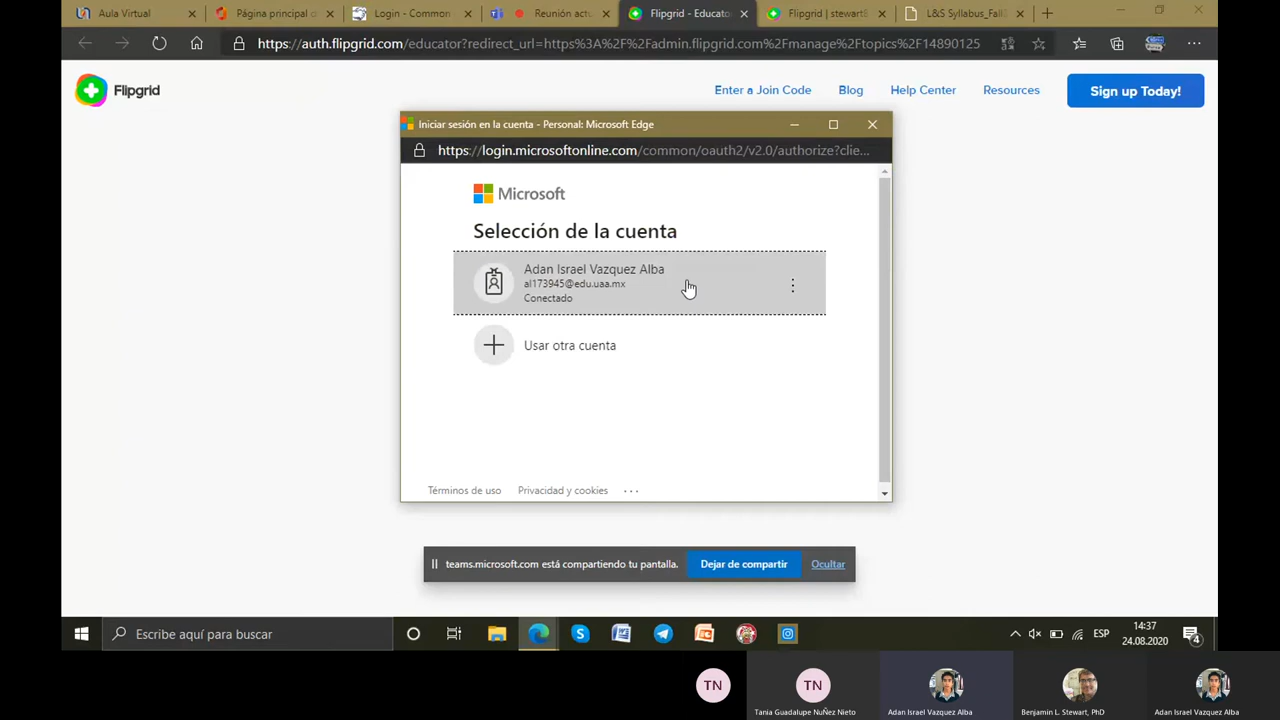 Aula Virtual
Página principal c
Login - Common
Reunión actu
Flipgrid - Educator
Flipgrid | stewart8
L&S Syllabus_Fall
https://auth.flipgrid.com/educator?redirect_url=https%3A%2F%2Fadmin.flipgrid.com%2Fmanage%2Ftopics%2F14890125
Flipgrid
Enter a Join Code
Blog
Help Center
Resources
Sign up Today!
Iniciar sesión en la cuenta - Personal: Microsoft Edge
https://login.microsoftonline.com/common/oauth2/v2.0/authorize?clie...
Microsoft
Selección de la cuenta
Adan Israel Vazquez Alba
al173945@edu.uaa.mx
Conectado
Usar otra cuenta
Términos de uso
Privacidad y cookies
teams.microsoft.com está compartiendo tu pantalla.
Dejar de compartir
Ocultar
Escribe aquí para buscar
ESP
14:37
24.08.2020
4
TN
TN
Tania Guadalupe NuÑez Nieto
Adan Israel Vazquez Alba
Benjamin L. Stewart, PhD
Adan Israel Vazquez Alba